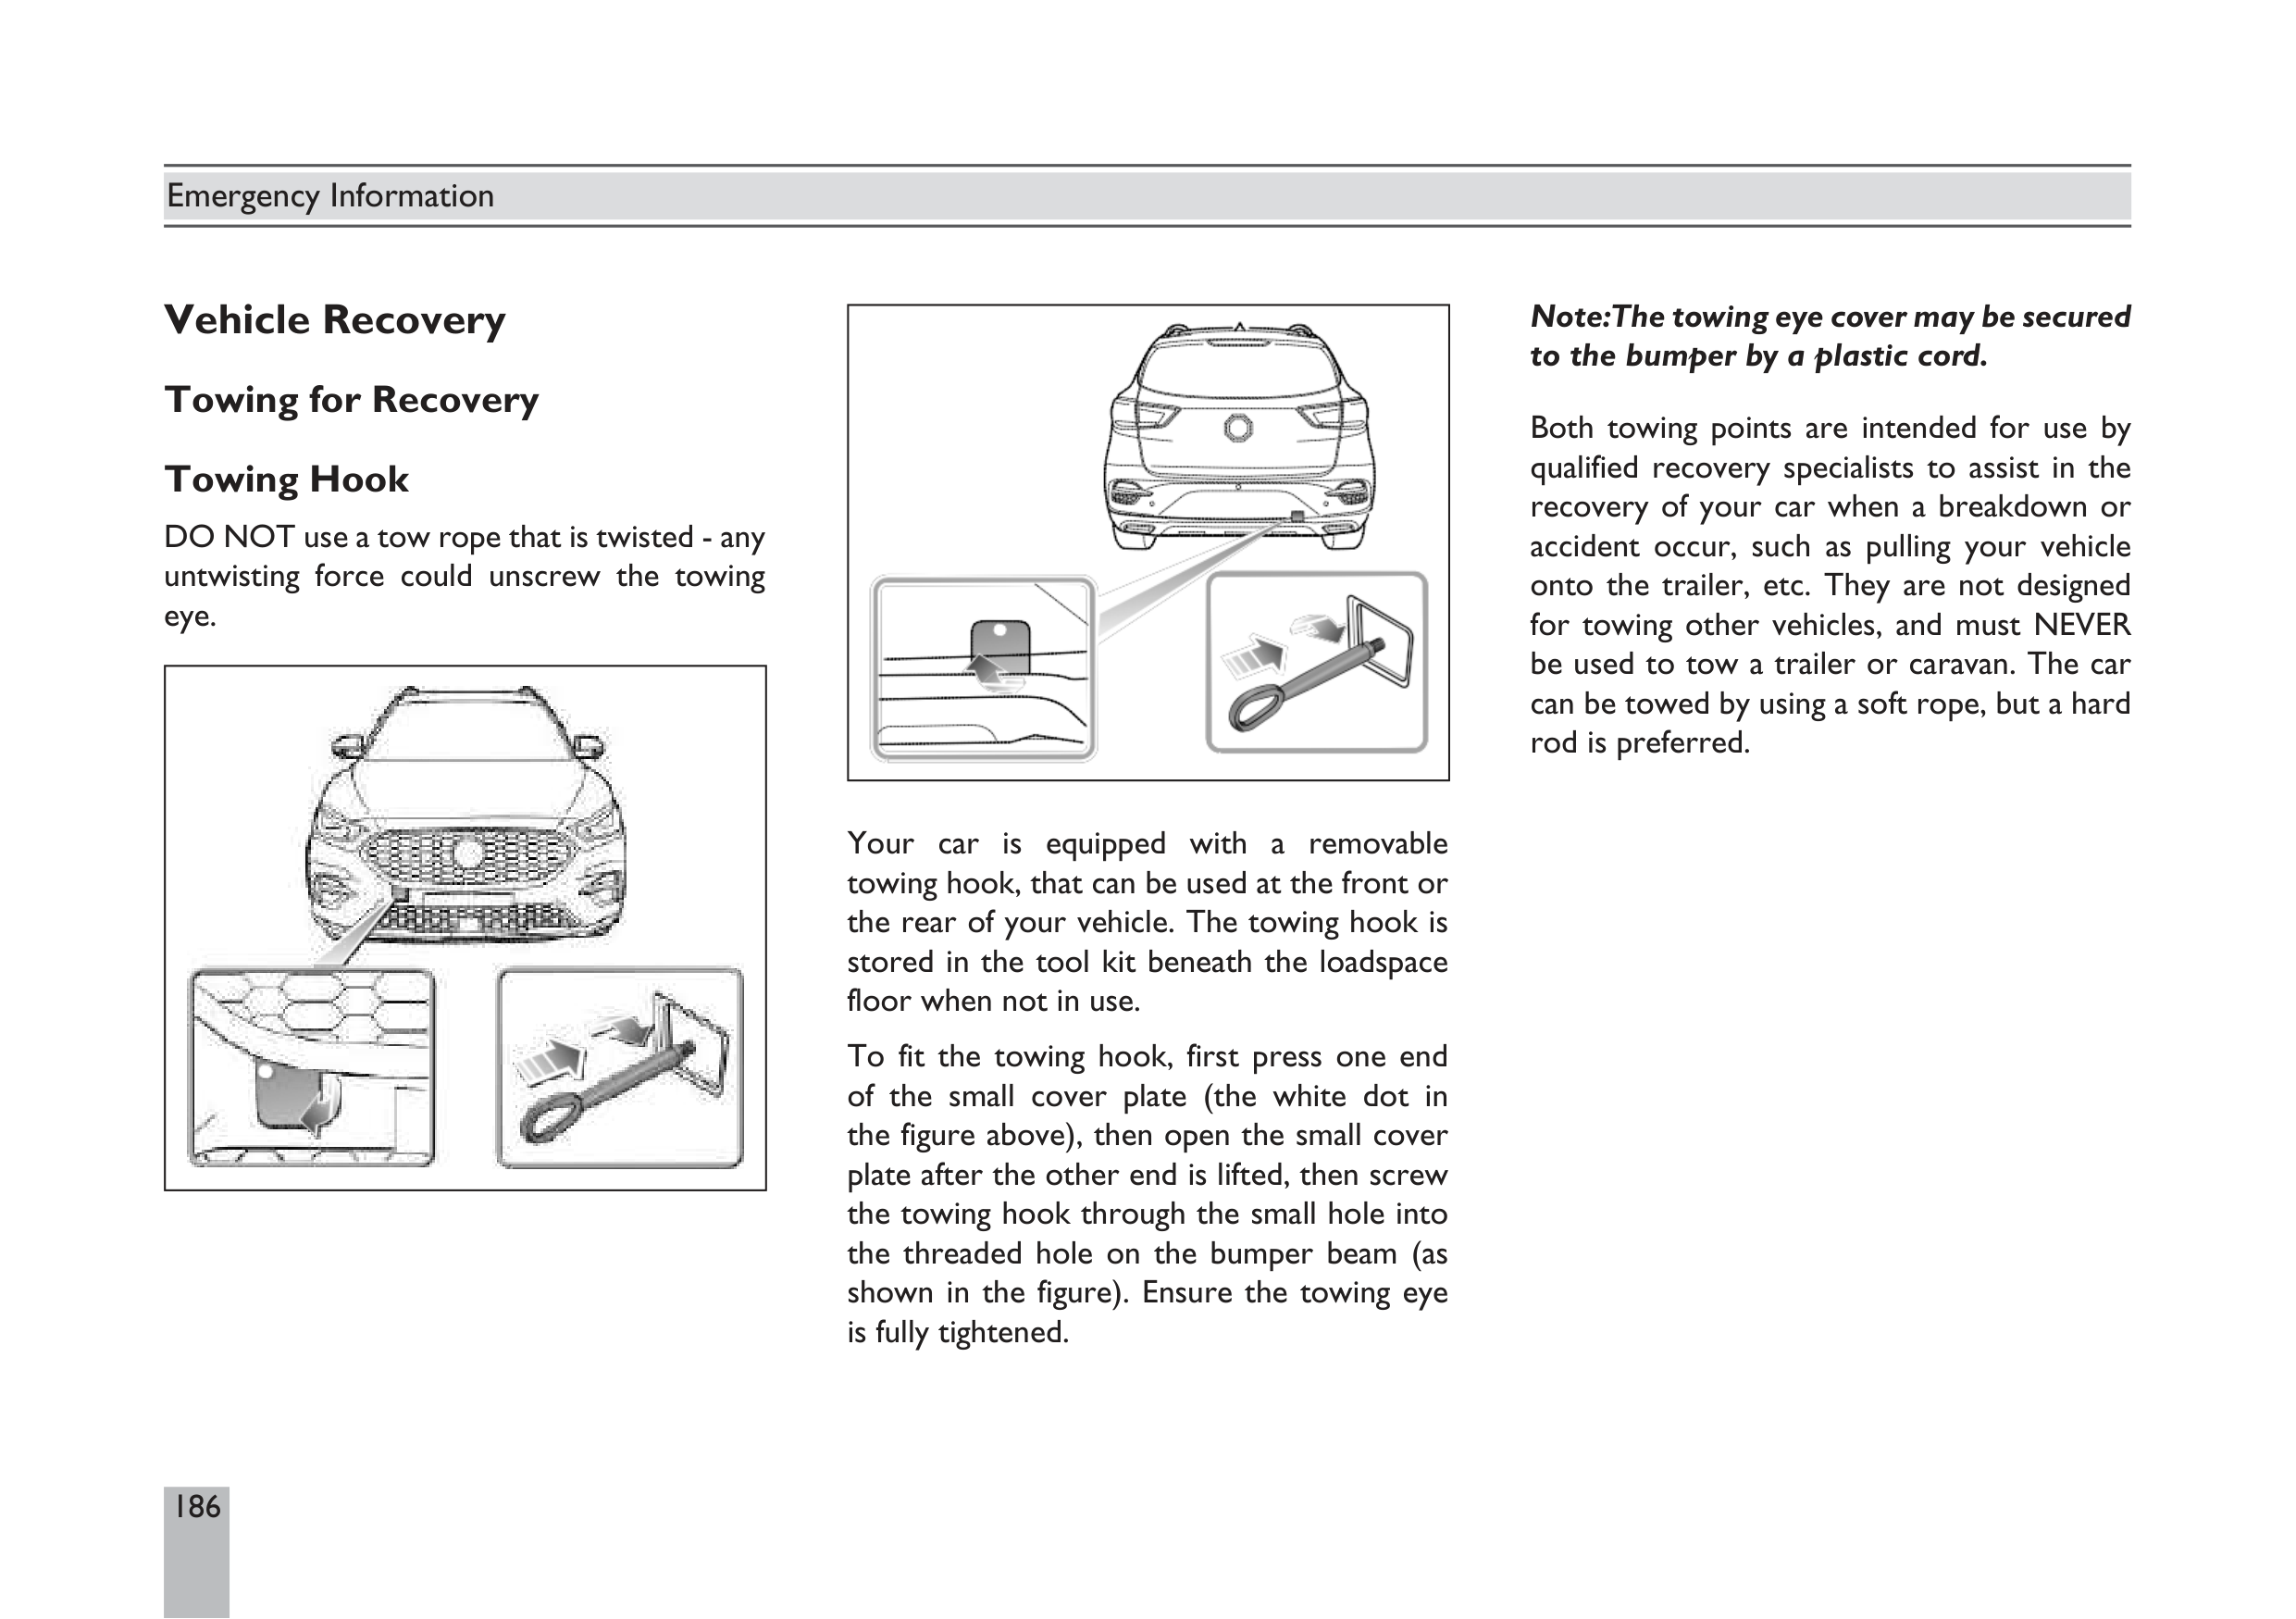 Emergency Information
Vehicle Recovery
Towing for Recovery
Towing Hook
DO NOT use a tow rope that is twisted - any
untwisting force could unscrew the towing
eye.
Your car is equipped with a removable
towing hook, that can be used at the front or
the rear of your vehicle. The towing hook is
stored in the tool kit beneath the loadspace
floor when not in use.
To fit the towing hook, first press one end
of the small cover plate (the white dot in
the figure above), then open the small cover
plate after the other end is lifted, then screw
the towing hook through the small hole into
the threaded hole on the bumper beam (as
shown in the figure). Ensure the towing eye
is fully tightened.
Note:The towing eye cover may be secured
to the bumper by a plastic cord.
Both towing points are intended for use by
qualified recovery specialists to assist in the
recovery of your car when a breakdown or
accident occur, such as pulling your vehicle
onto the trailer, etc. They are not designed
for towing other vehicles, and must NEVER
be used to tow a trailer or caravan. The car
can be towed by using a soft rope, but a hard
rod is preferred.
186